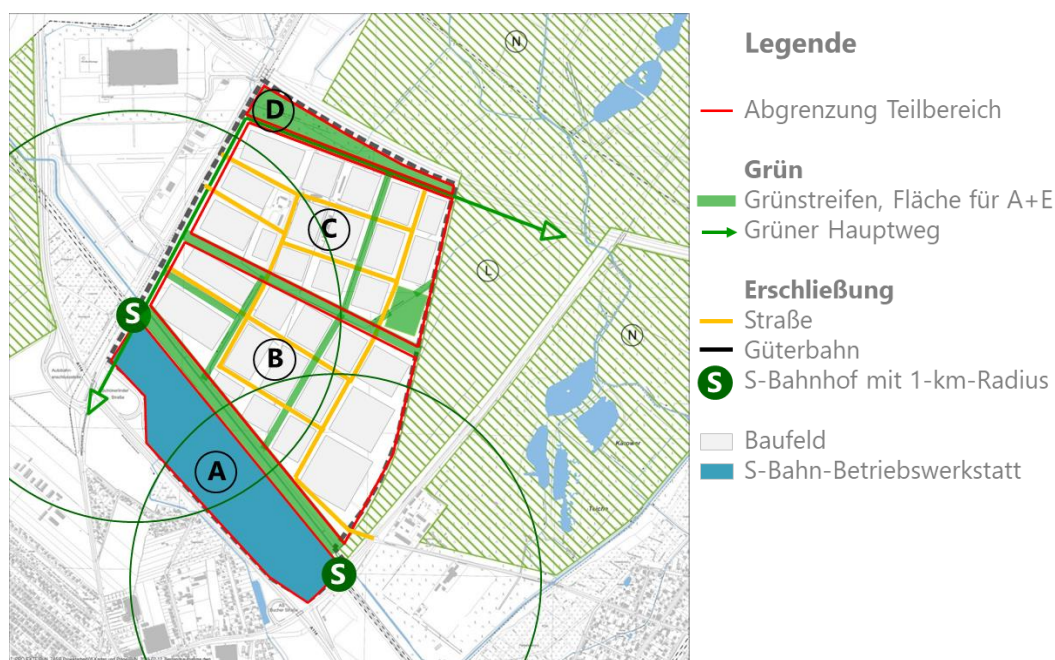 Legende
Abgrenzung Teilbereich
Grün
Grünstreifen, Fläche für A+E
Grüner Hauptweg
Erschließung
Straße
Güterbahn
S
S-Bahnhof mit 1-km-Radius
Baufeld
S-Bahn-Betriebswerkstatt
N
D
C
L
N
S
B
A
S